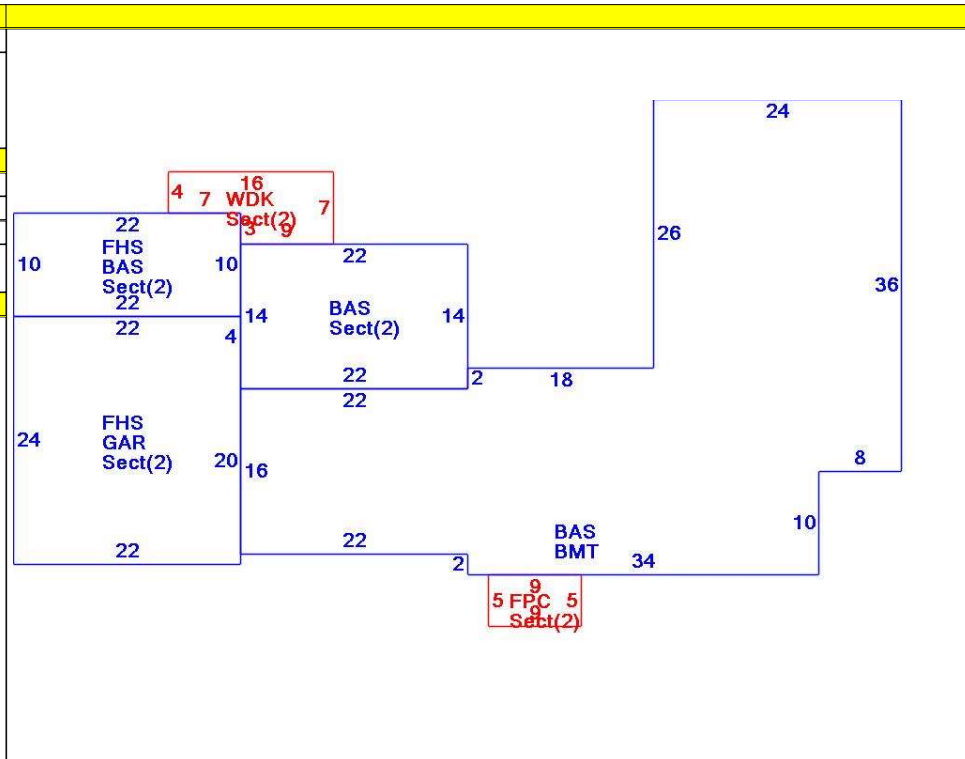 24
16
4 7 WDK 7
Sect(2)
3 9
22
FHS
10 BAS 10
Sect(2)
22
22
26
36
22
4 14 BAS 14
Sect(2)
22
2 18
22
FHS
24 GAR 20 16
Sect(2)
8
10
BAS
BMT
22
22
2
34
9
5 FPC 5
9
Sect(2)